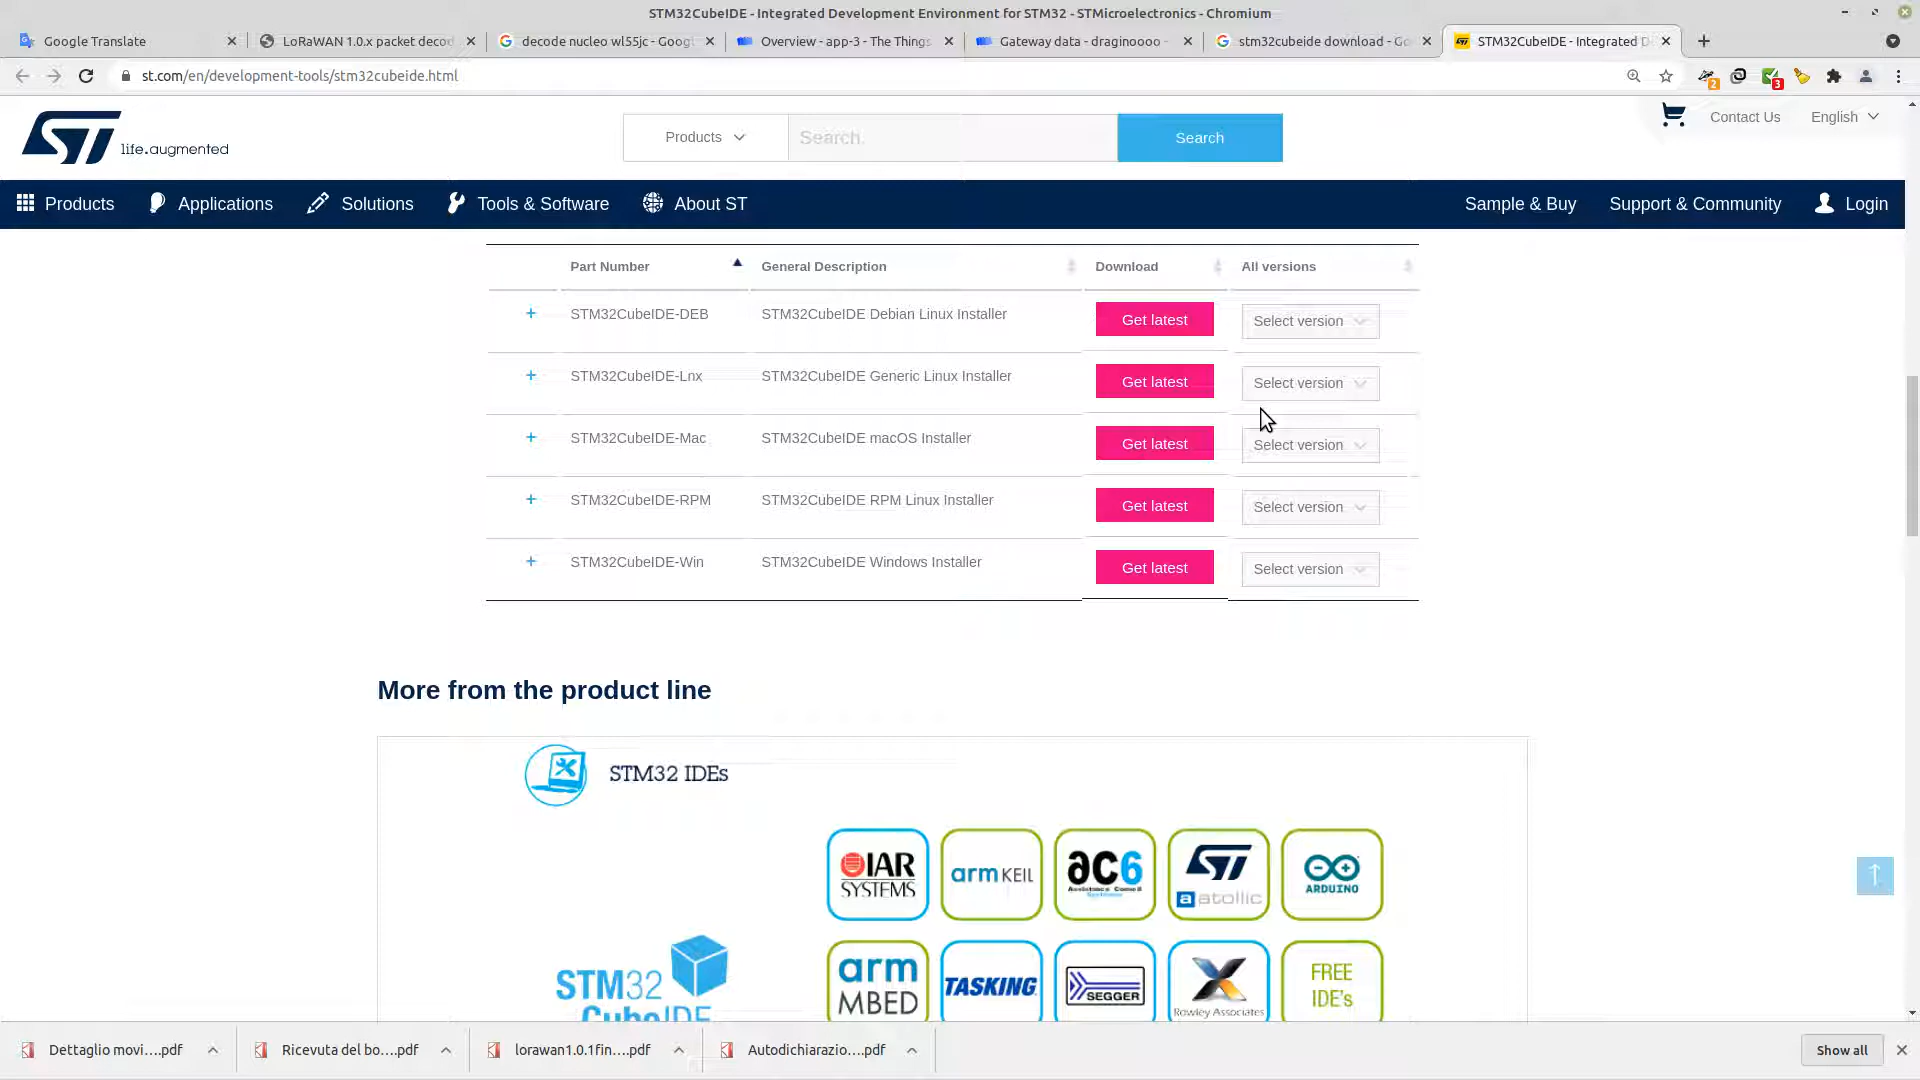 STM32CubeIDE - Integrated Development Environment for STM32 - STMicroelectronics - Chromium
Google Translate
LoRaWAN 1.0.x packet decod
decode nucleo wl55jc - Goog
Overview - app-3 - The Things
Gateway data - draginoooo -
stm32cubeide download - Go
STM32CubeIDE - Integrated D
st.com/en/development-tools/stm32cubeide.html
2
3
ST life.augmented
Products
Search.
Search
Contact Us
English
Products
Applications
Solutions
Tools & Software
About ST
Sample & Buy
Support & Community
Login
Part Number
General Description
Download
All versions
+ STM32CubeIDE-DEB STM32CubeIDE Debian Linux Installer Get latest Select version
+ STM32CubeIDE-Lnx STM32CubeIDE Generic Linux Installer Get latest Select version
+ STM32CubeIDE-Mac STM32CubeIDE macOS Installer Get latest Select version
+ STM32CubeIDE-RPM STM32CubeIDE RPM Linux Installer Get latest Select version
+ STM32CubeIDE-Win STM32CubeIDE Windows Installer Get latest Select version
More from the product line
STM32 IDEs
IAR
SYSTEMS
arm KEIL
ac6
ST
atollic
ARDUINO
STM32
CubeIDE
arm
MBED
TASKING
SEGGER
Rowley Associates
FREE
IDE's
Dettaglio movi....pdf
Ricevuta del bo....pdf
lorawan1.0.1fin....pdf
Autodichiarazio....pdf
Show all